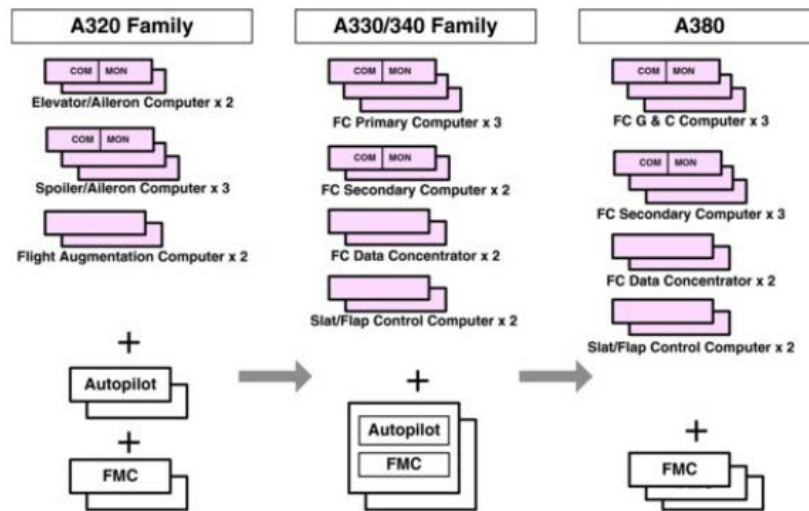 A320 Family
COM MON
Elevator/Aileron Computer x 2
COM MON
Spoiler/Aileron Computer x 3
Flight Augmentation Computer x 2
+
Autopilot
+
FMC
A330/340 Family
COM MON
FC Primary Computer x 3
COM MON
FC Secondary Computer x 2
FC Data Concentrator x 2
Slat/Flap Control Computer x 2
+
Autopilot
FMC
A380
COM MON
FC G & C Computer x 3
COM MON
FC Secondary Computer x 3
FC Data Concentrator x 2
Slat/Flap Control Computer x 2
+
FMC